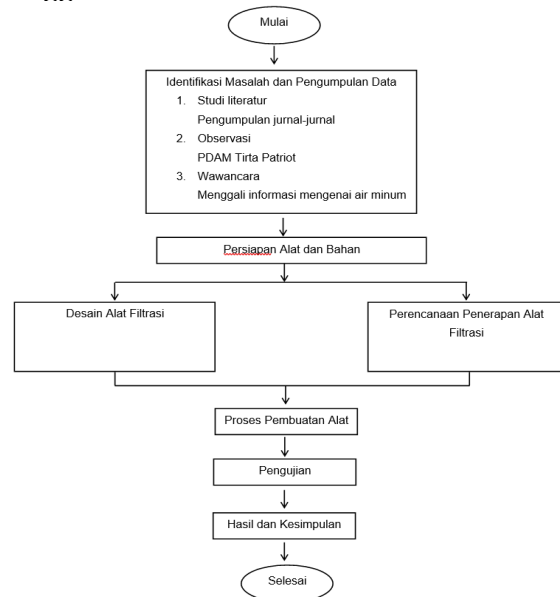 Mulai
Identifikasi Masalah dan Pengumpulan Data
1. Studi literatur
Pengumpulan jurnal-jurnal
2. Observasi
PDAM Tirta Patriot
3. Wawancara
Menggali informasi mengenai air minum
Persiapan Alat dan Bahan
Desain Alat Filtrasi
Perencanaan Penerapan Alat
Filtrasi
Proses Pembuatan Alat
Pengujian
Hasil dan Kesimpulan
Selesai